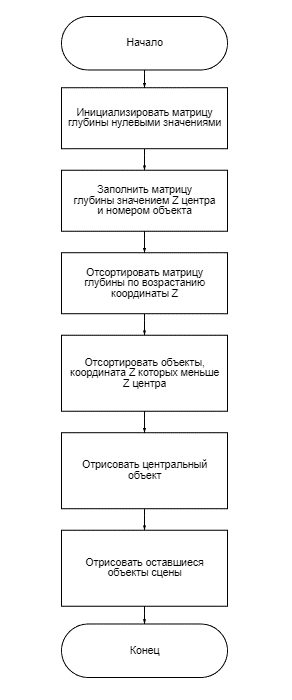 Начало
Инициализировать матрицу
глубины нулевыми значениями
Заполнить матрицу
глубины значением Z центра
и номером объекта
Отсортировать матрицу
глубины по возрастанию
координаты Z
Отсортировать объекты,
координата Z которых меньше
Z центра
Отрисовать центральный
объект
Отрисовать оставшиеся
объекты сцены
Конец